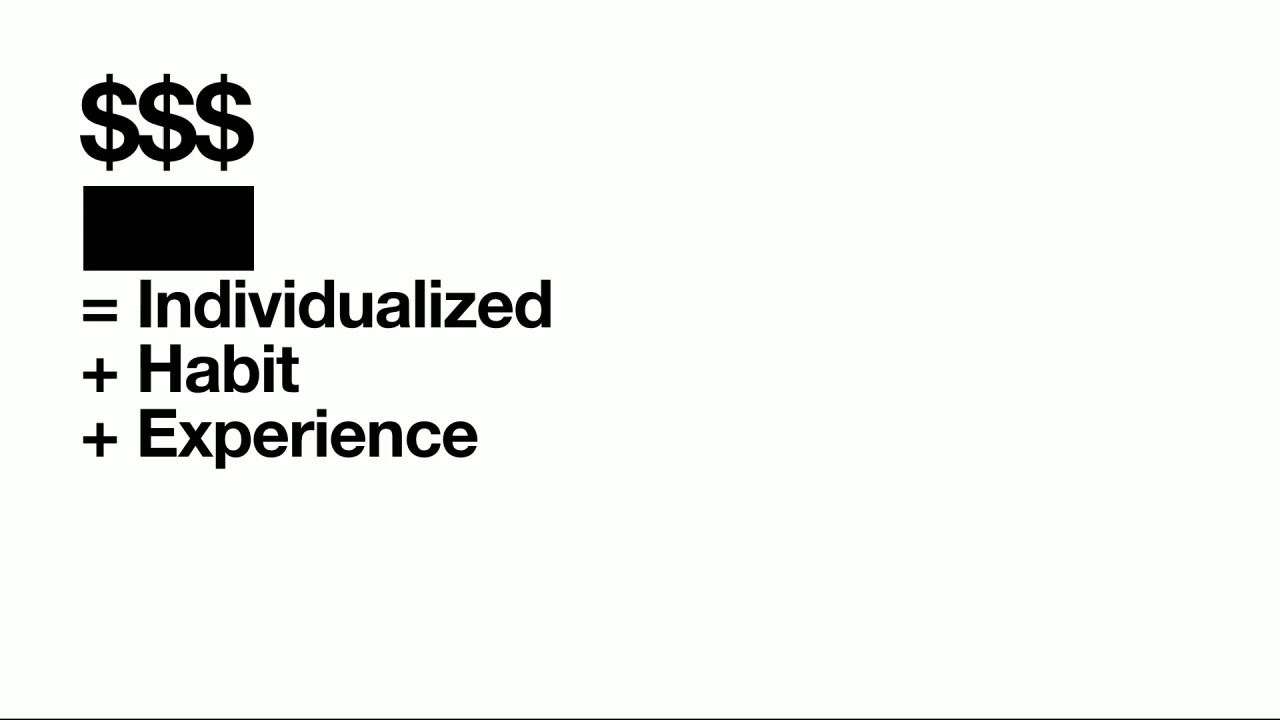 $$$
= Individualized
+ Habit
+ Experience